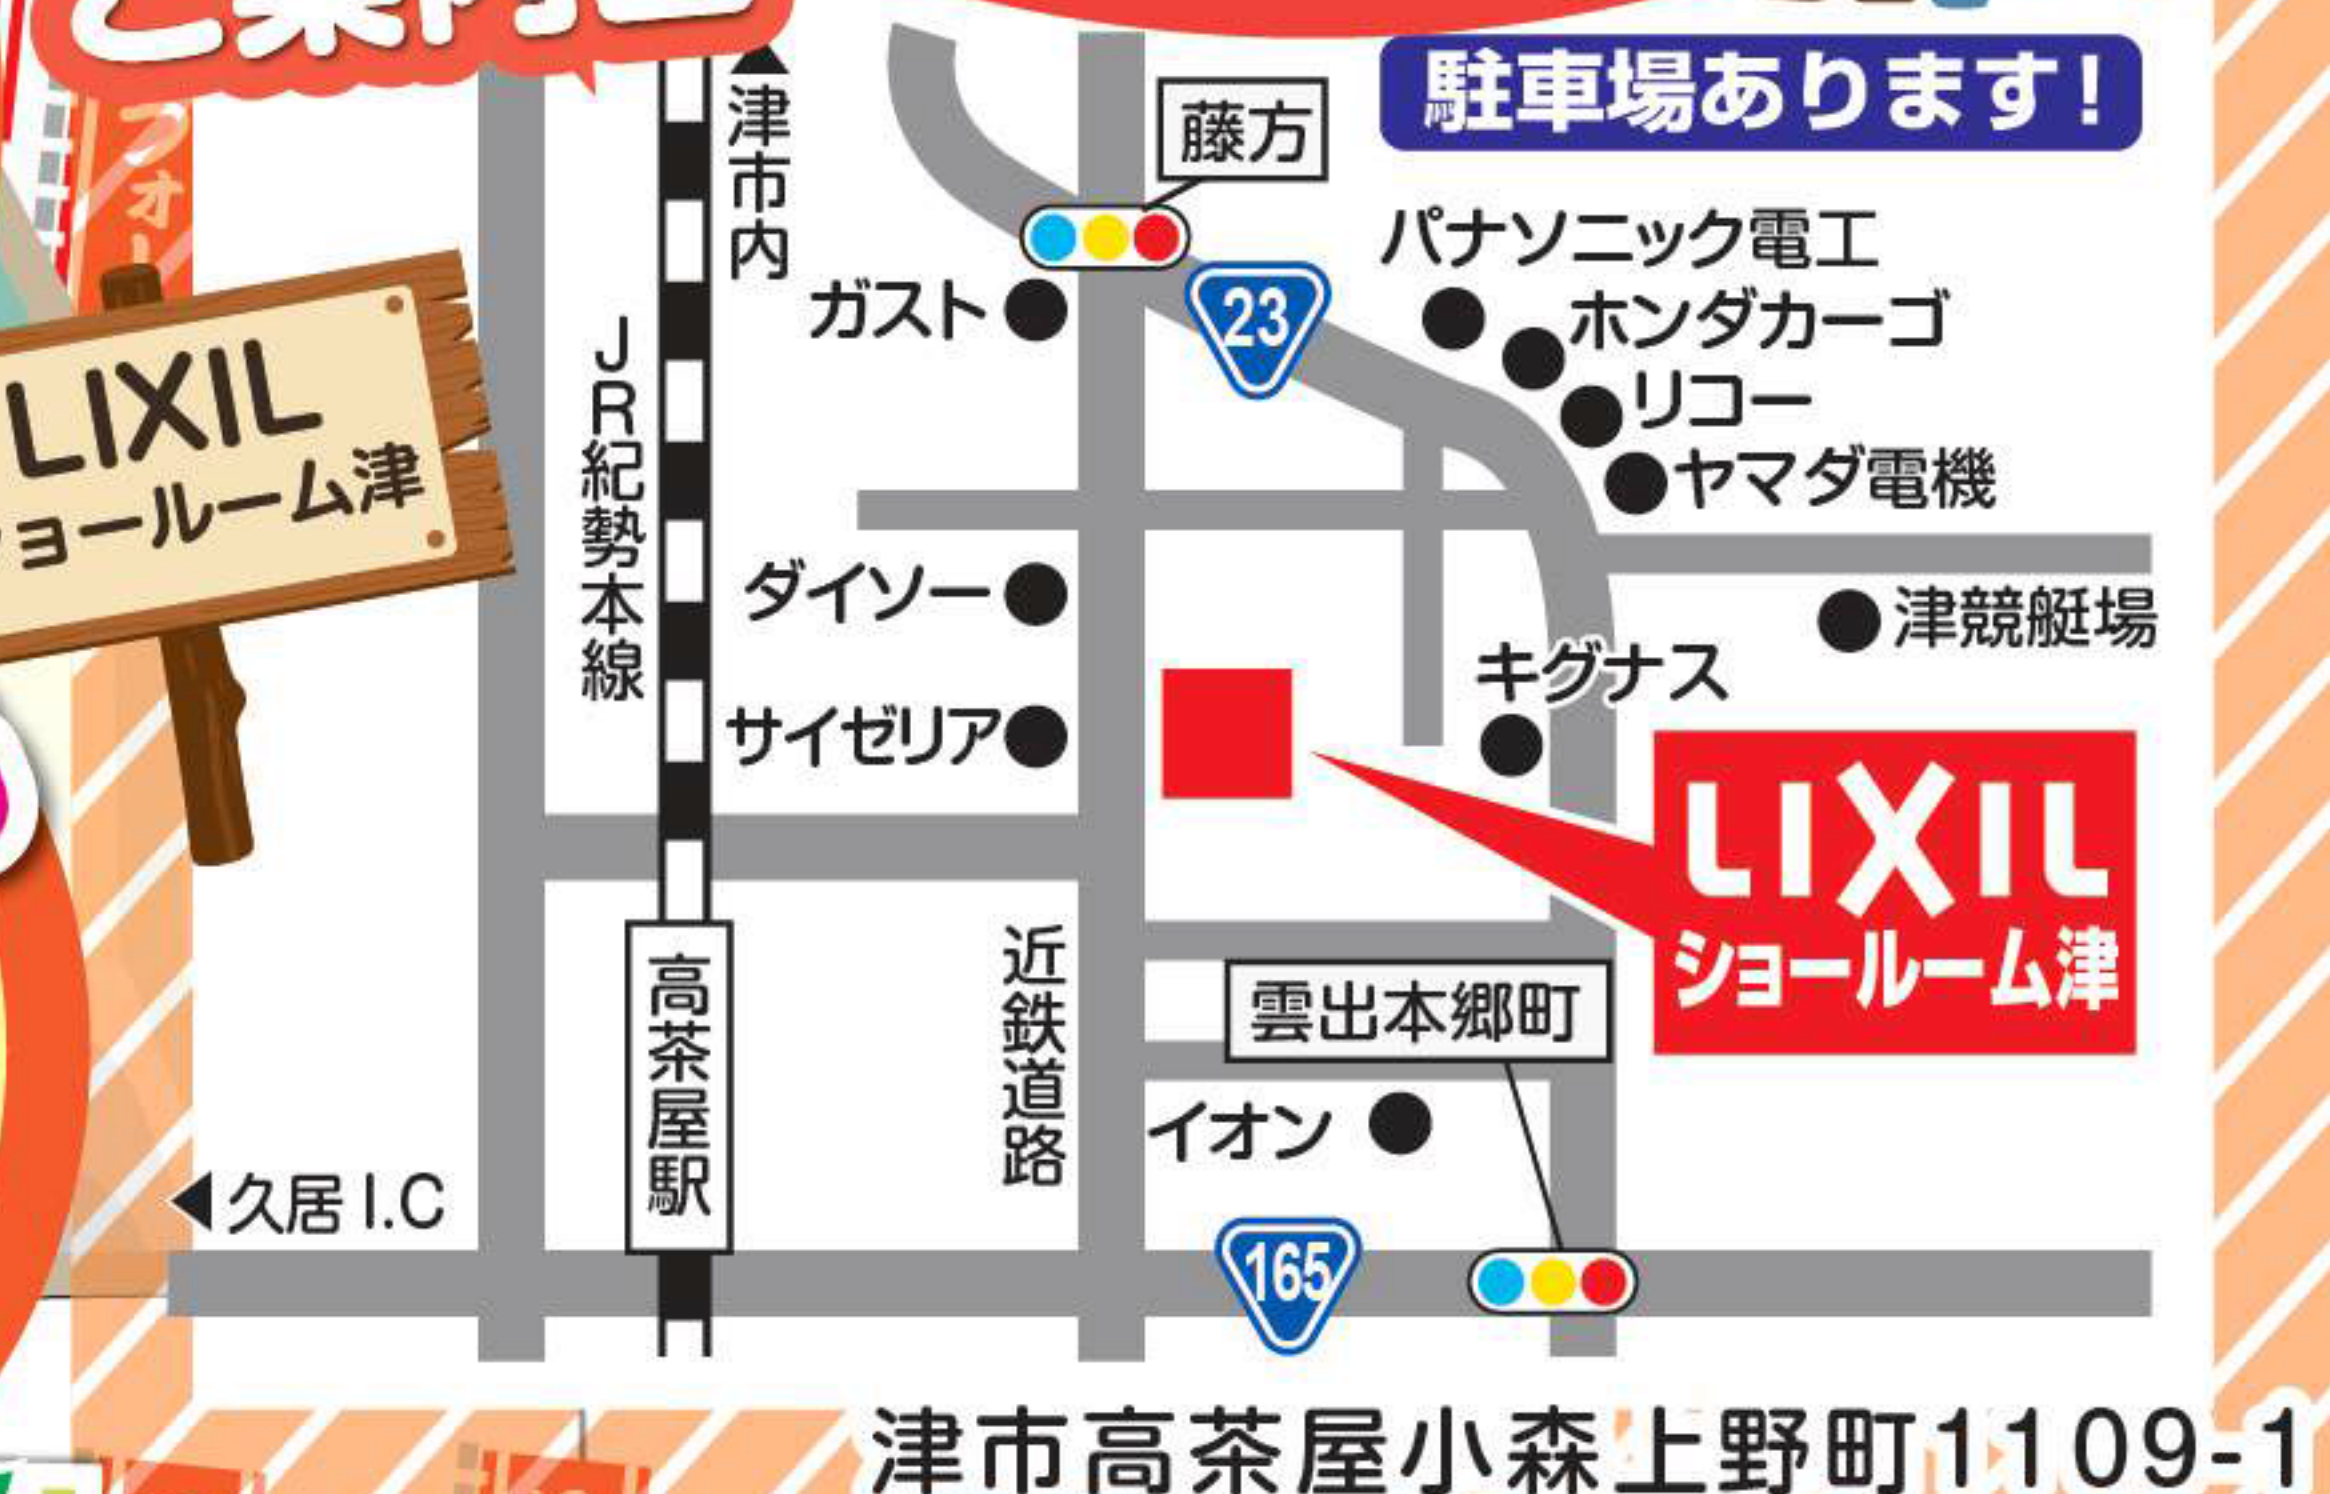 ご案内図
駐車場あります!
▲津市内
藤方
パナソニック電工
ホンダカーゴ
リコー
ヤマダ電機
ガスト
23
LIXIL
ョールーム津
JR紀勢本線
ダイソー
津競艇場
キグナス
サイゼリア
LIXIL
ショールーム津
高茶屋駅
近鉄道路
雲出本郷町
イオン
◀久居I.C
165
津市高茶屋小森上野町1109-1